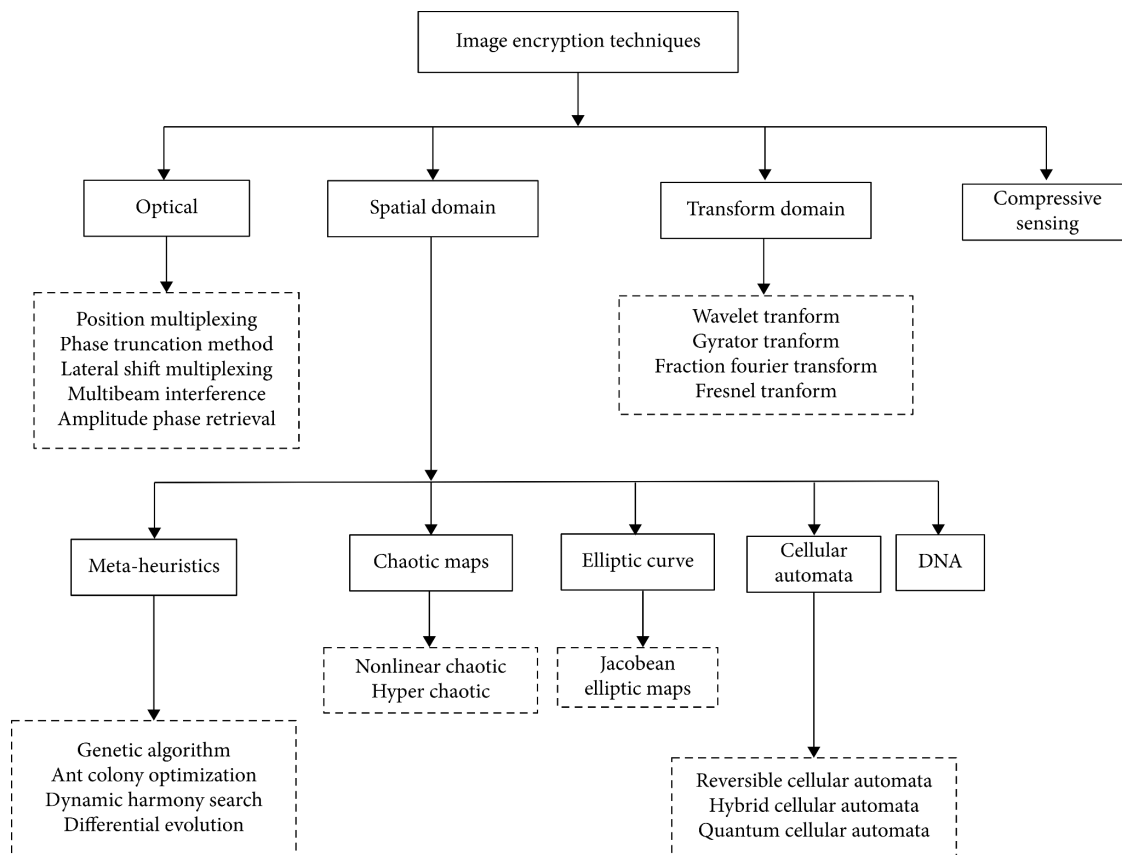 Image encryption techniques
Optical
Spatial domain
Transform domain
Compressive
sensing
Position multiplexing
Phase truncation method
Lateral shift multiplexing
Multibeam interference
Amplitude phase retrieval
Wavelet tranform
Gyrator tranform
Fraction fourier transform
Fresnel tranform
Meta-heuristics
Chaotic maps
Elliptic curve
Cellular
automata
DNA
Nonlinear chaotic
Hyper chaotic
Jacobean
elliptic maps
Genetic algorithm
Ant colony optimization
Dynamic harmony search
Differential evolution
Reversible cellular automata
Hybrid cellular automata
Quantum cellular automata